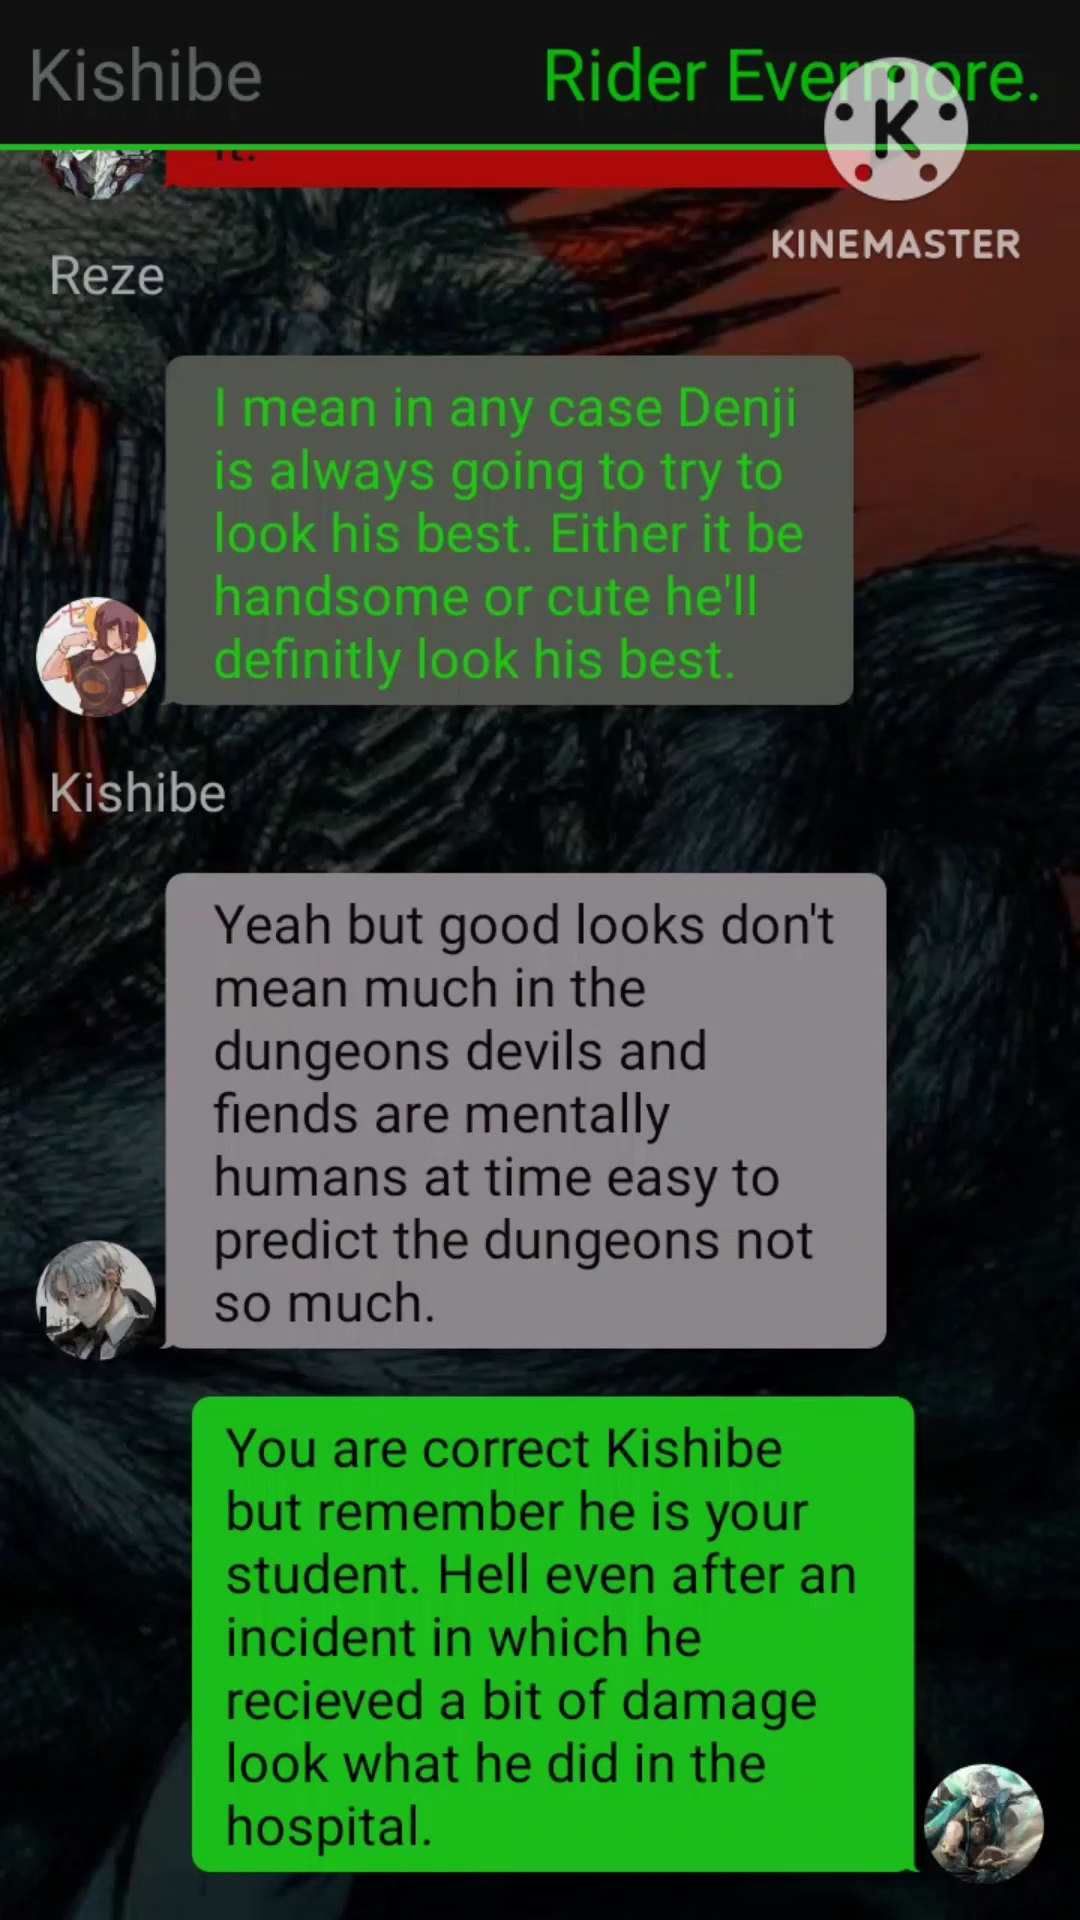 Kishibe
Rider Evermore.
KINEMASTER
it.
Reze
I mean in any case Denji
is always going to try to
look his best. Either it be
handsome or cute he'll
definitly look his best.
Kishibe
Yeah but good looks don't
mean much in the
dungeons devils and
fiends are mentally
humans at time easy to
predict the dungeons not
so much.
You are correct Kishibe
but remember he is your
student. Hell even after an
incident in which he
recieved a bit of damage
look what he did in the
hospital.